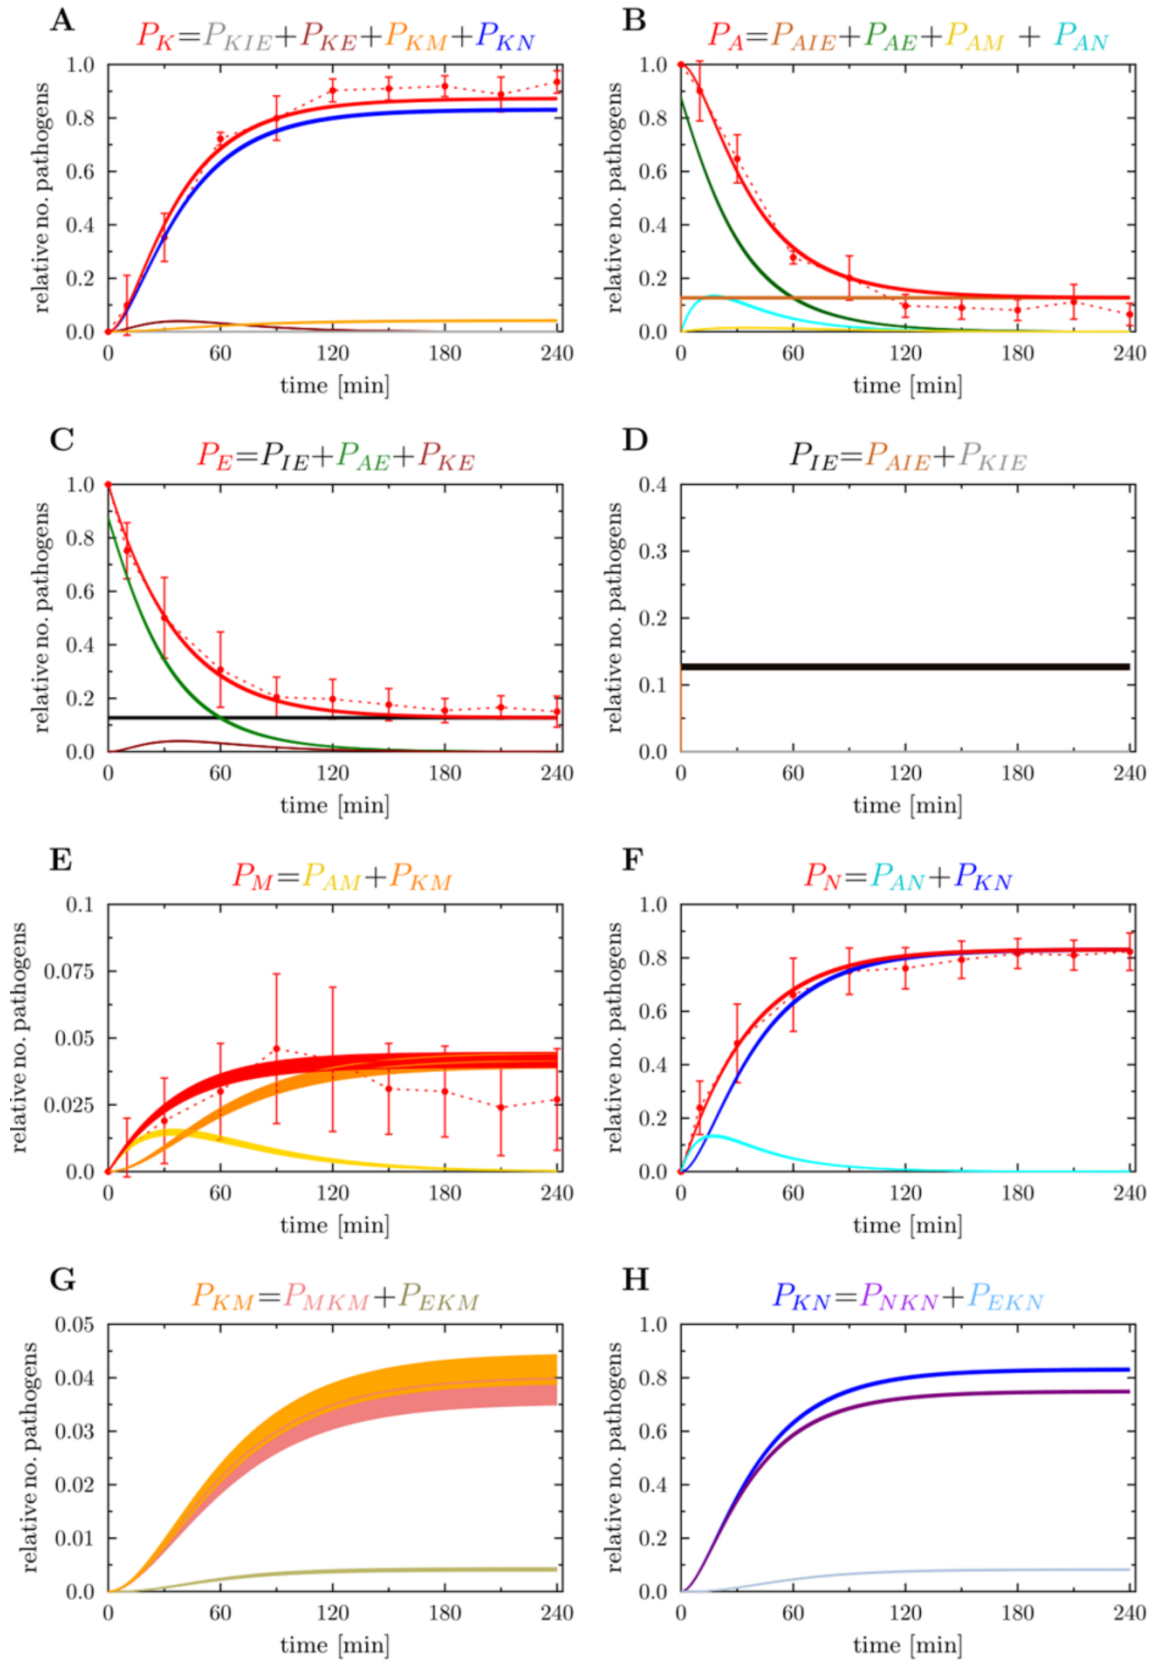 A P_K=P_KIE+P_KE+P_KM+P_KN
relative no. pathogens
1.0
0.8
0.6
0.4
0.2
0.0
0 60 120 180 240
time [min]
B P_A=P_AIE+P_AE+P_AM + P_AN
relative no. pathogens
1.0
0.8
0.6
0.4
0.2
0.0
0 60 120 180 240
time [min]
C P_E=P_IE+P_AE+P_KE
relative no. pathogens
1.0
0.8
0.6
0.4
0.2
0.0
0 60 120 180 240
time [min]
D P_IE=P_AIE+P_KIE
relative no. pathogens
0.4
0.3
0.2
0.1
0.0
0 60 120 180 240
time [min]
E P_M=P_AM+P_KM
relative no. pathogens
0.1
0.075
0.05
0.025
0.0
0 60 120 180 240
time [min]
F P_N=P_AN+P_KN
relative no. pathogens
1.0
0.8
0.6
0.4
0.2
0.0
0 60 120 180 240
time [min]
G P_KM=P_MKM+P_EKM
relative no. pathogens
0.05
0.04
0.03
0.02
0.01
0.0
0 60 120 180 240
time [min]
H P_KN=P_NKN+P_EKN
relative no. pathogens
1.0
0.8
0.6
0.4
0.2
0.0
0 60 120 180 240
time [min]